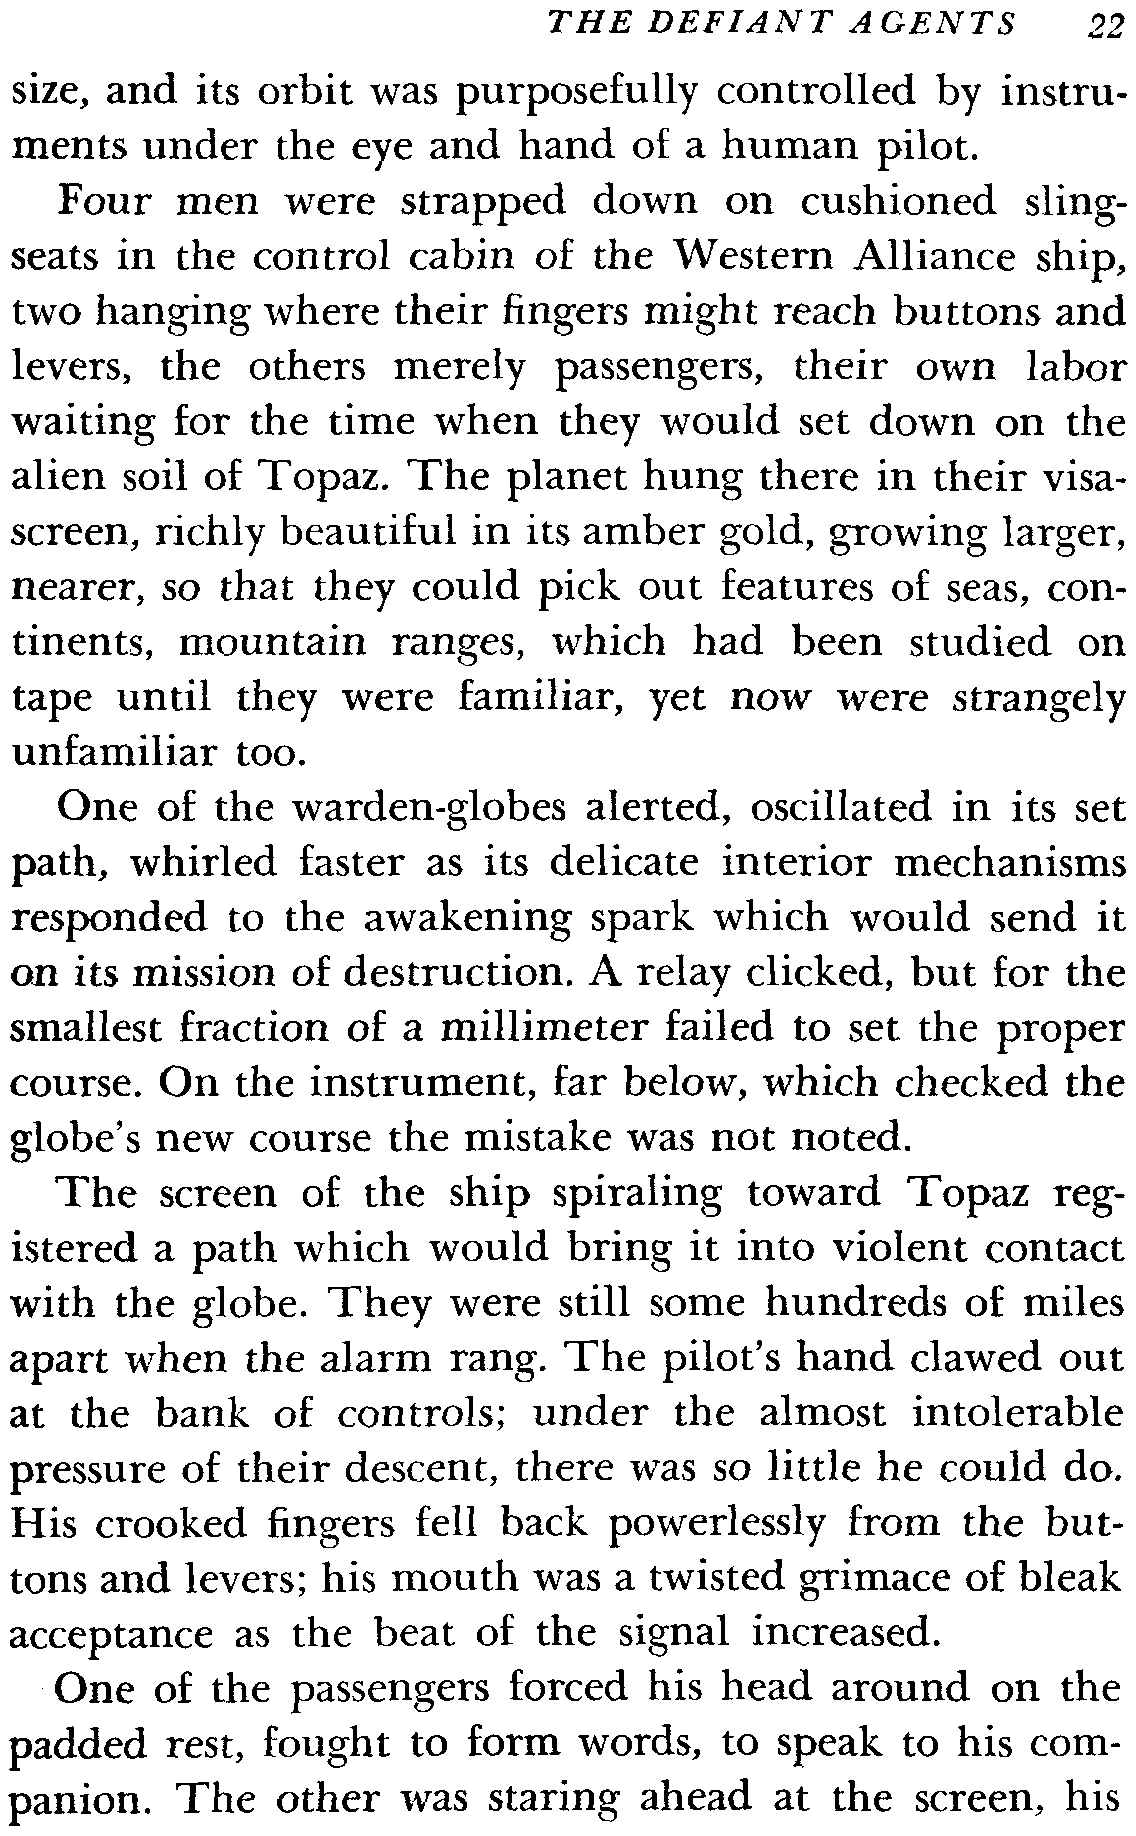 THE DEFIANT AGENTS 22
size, and its orbit was purposefully controlled by instru-
ments under the eye and hand of a human pilot.
Four men were strapped down on cushioned sling-
seats in the control cabin of the Western Alliance ship,
two hanging where their fingers might reach buttons and
levers, the others merely passengers, their own labor
waiting for the time when they would set down on the
alien soil of Topaz. The planet hung there in their visa-
screen, richly beautiful in its amber gold, growing larger,
nearer, so that they could pick out features of seas, con-
tinents, mountain ranges, which had been studied on
tape until they were familiar, yet now were strangely
unfamiliar too.
One of the warden-globes alerted, oscillated in its set
path, whirled faster as its delicate interior mechanisms
responded to the awakening spark which would send it
on its mission of destruction. A relay clicked, but for the
smallest fraction of a millimeter failed to set the proper
course. On the instrument, far below, which checked the
globe's new course the mistake was not noted.
The screen of the ship spiraling toward Topaz reg-
istered a path which would bring it into violent contact
with the globe. They were still some hundreds of miles
apart when the alarm rang. The pilot's hand clawed out
at the bank of controls; under the almost intolerable
pressure of their descent, there was so little he could do.
His crooked fingers fell back powerlessly from the but-
tons and levers; his mouth was a twisted grimace of bleak
acceptance as the beat of the signal increased.
One of the passengers forced his head around on the
padded rest, fought to form words, to speak to his com-
panion. The other was staring ahead at the screen, his